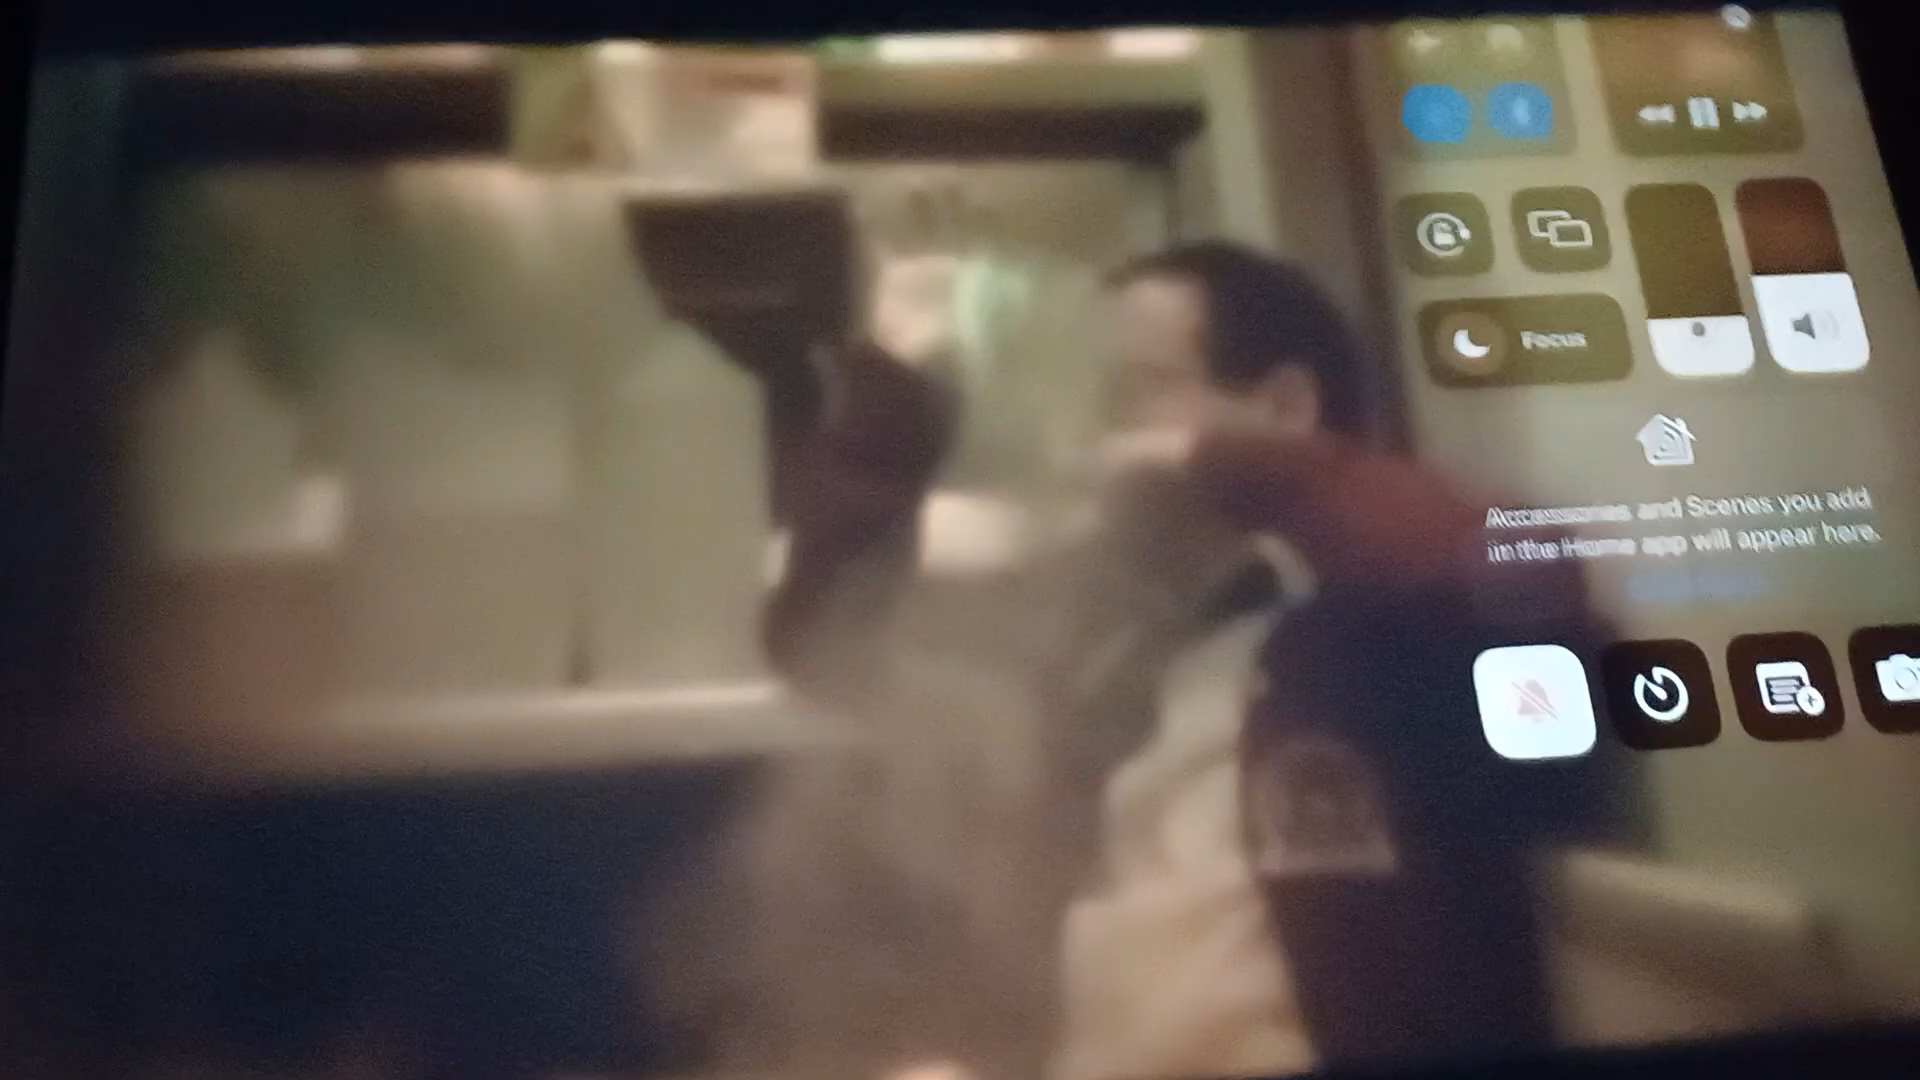 Focus
Accessories and Scenes you add
in the Home app will appear here.